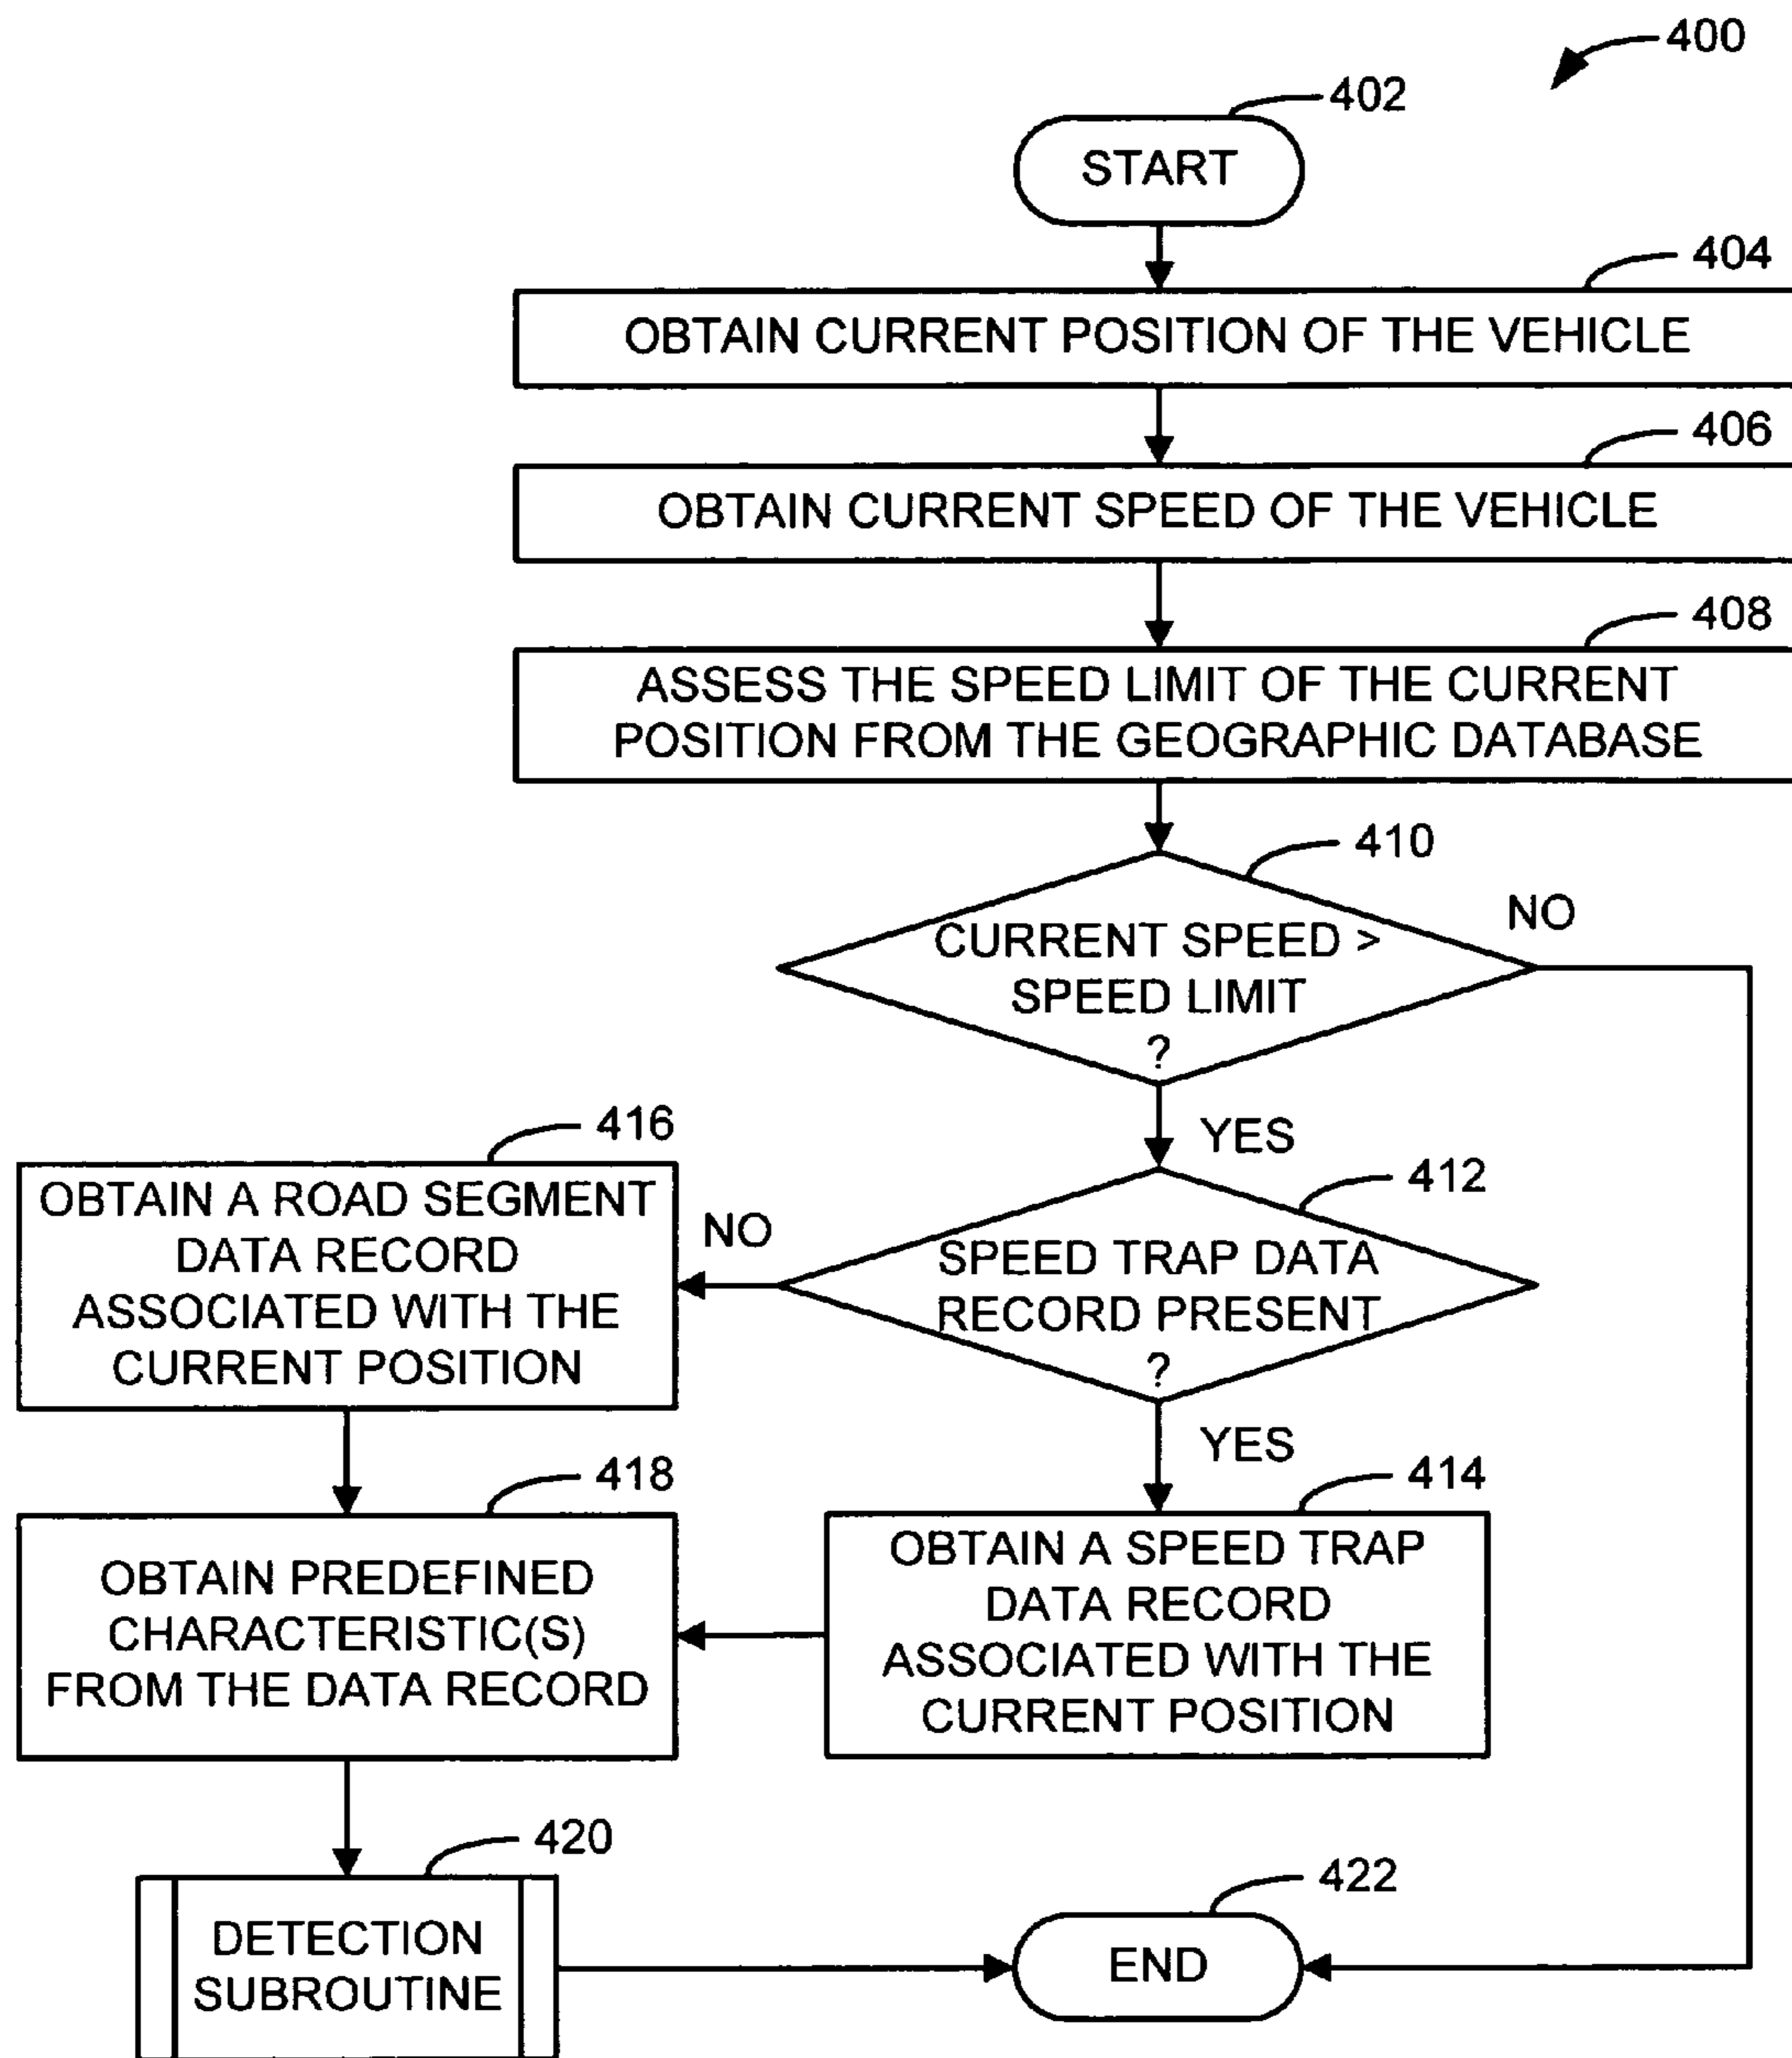 400
402
START
404
OBTAIN CURRENT POSITION OF THE VEHICLE
406
OBTAIN CURRENT SPEED OF THE VEHICLE
408
ASSESS THE SPEED LIMIT OF THE CURRENT
POSITION FROM THE GEOGRAPHIC DATABASE
410
CURRENT SPEED >
SPEED LIMIT
?
NO
YES
412
SPEED TRAP DATA
RECORD PRESENT
?
NO
416
OBTAIN A ROAD SEGMENT
DATA RECORD
ASSOCIATED WITH THE
CURRENT POSITION
YES
414
OBTAIN A SPEED TRAP
DATA RECORD
ASSOCIATED WITH THE
CURRENT POSITION
418
OBTAIN PREDEFINED
CHARACTERISTIC(S)
FROM THE DATA RECORD
420
DETECTION
SUBROUTINE
422
END